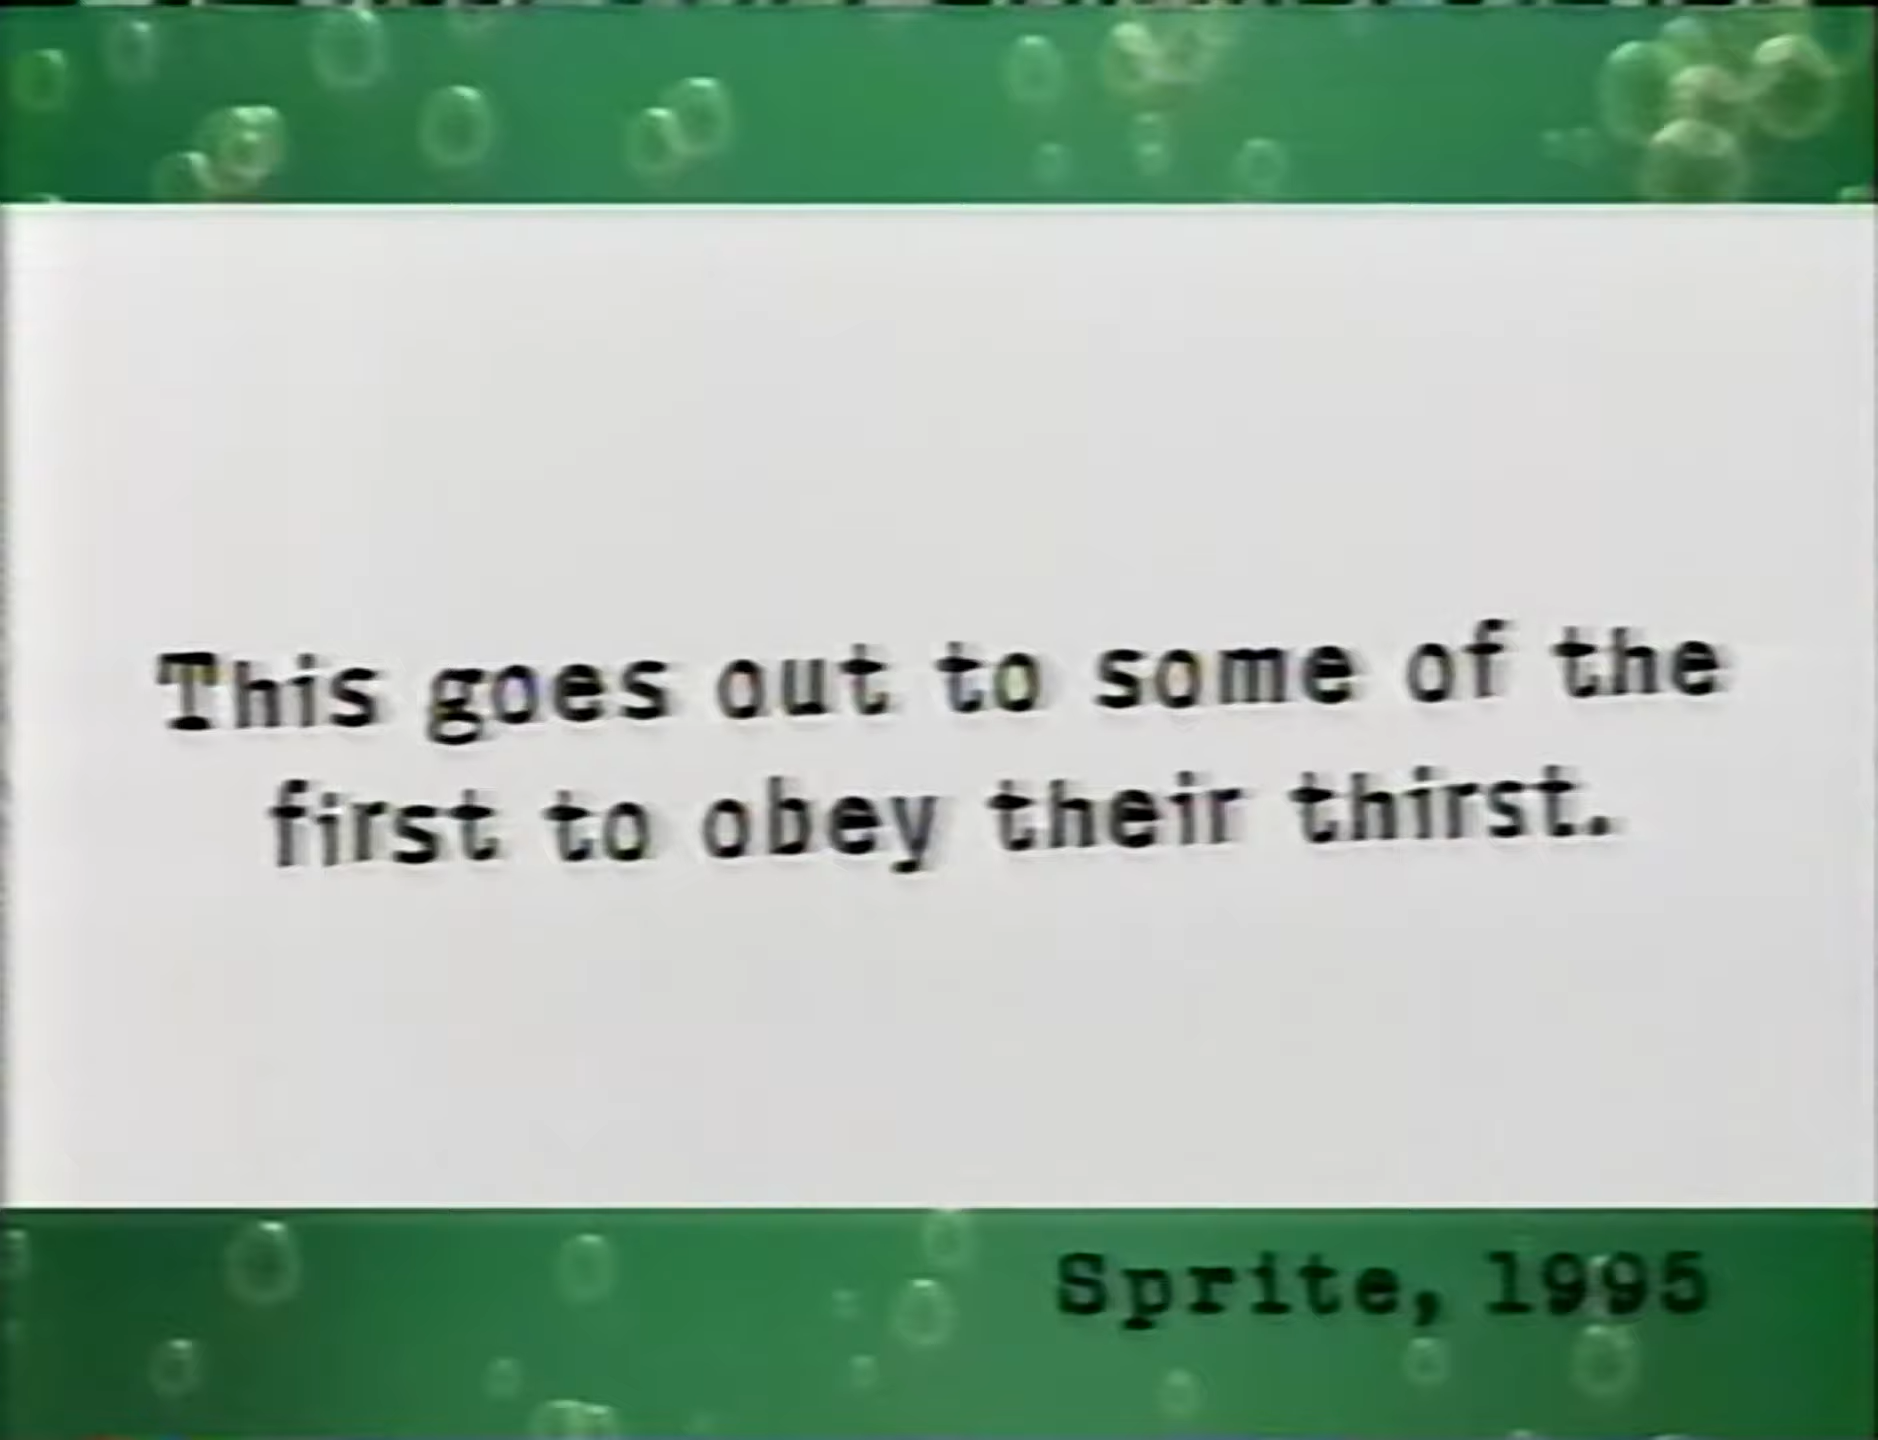 This goes out to some of the
first to obey their thirst.
Sprite, 1995